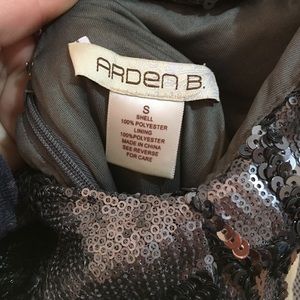 ARDEN B.
S
SHELL
100% POLYESTER
LINING
100% POLYESTER
MADE IN CHINA
SEE REVERSE
FOR CARE